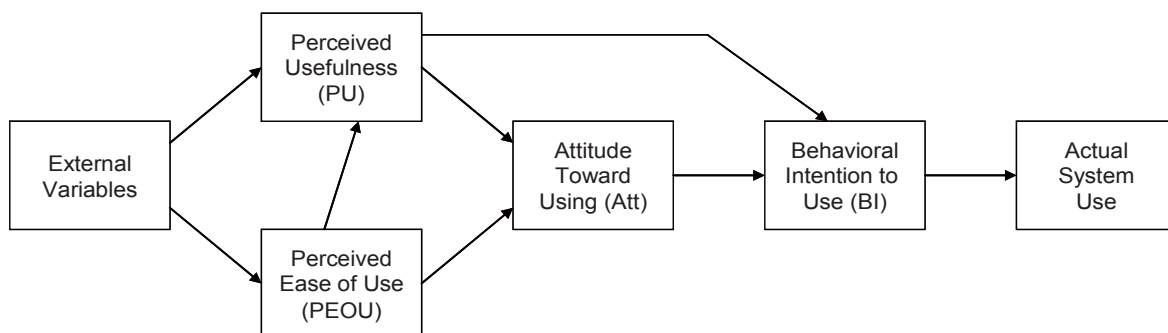 External
Variables
Perceived
Usefulness
(PU)
Perceived
Ease of Use
(PEOU)
Attitude
Toward
Using (Att)
Behavioral
Intention to
Use (BI)
Actual
System
Use